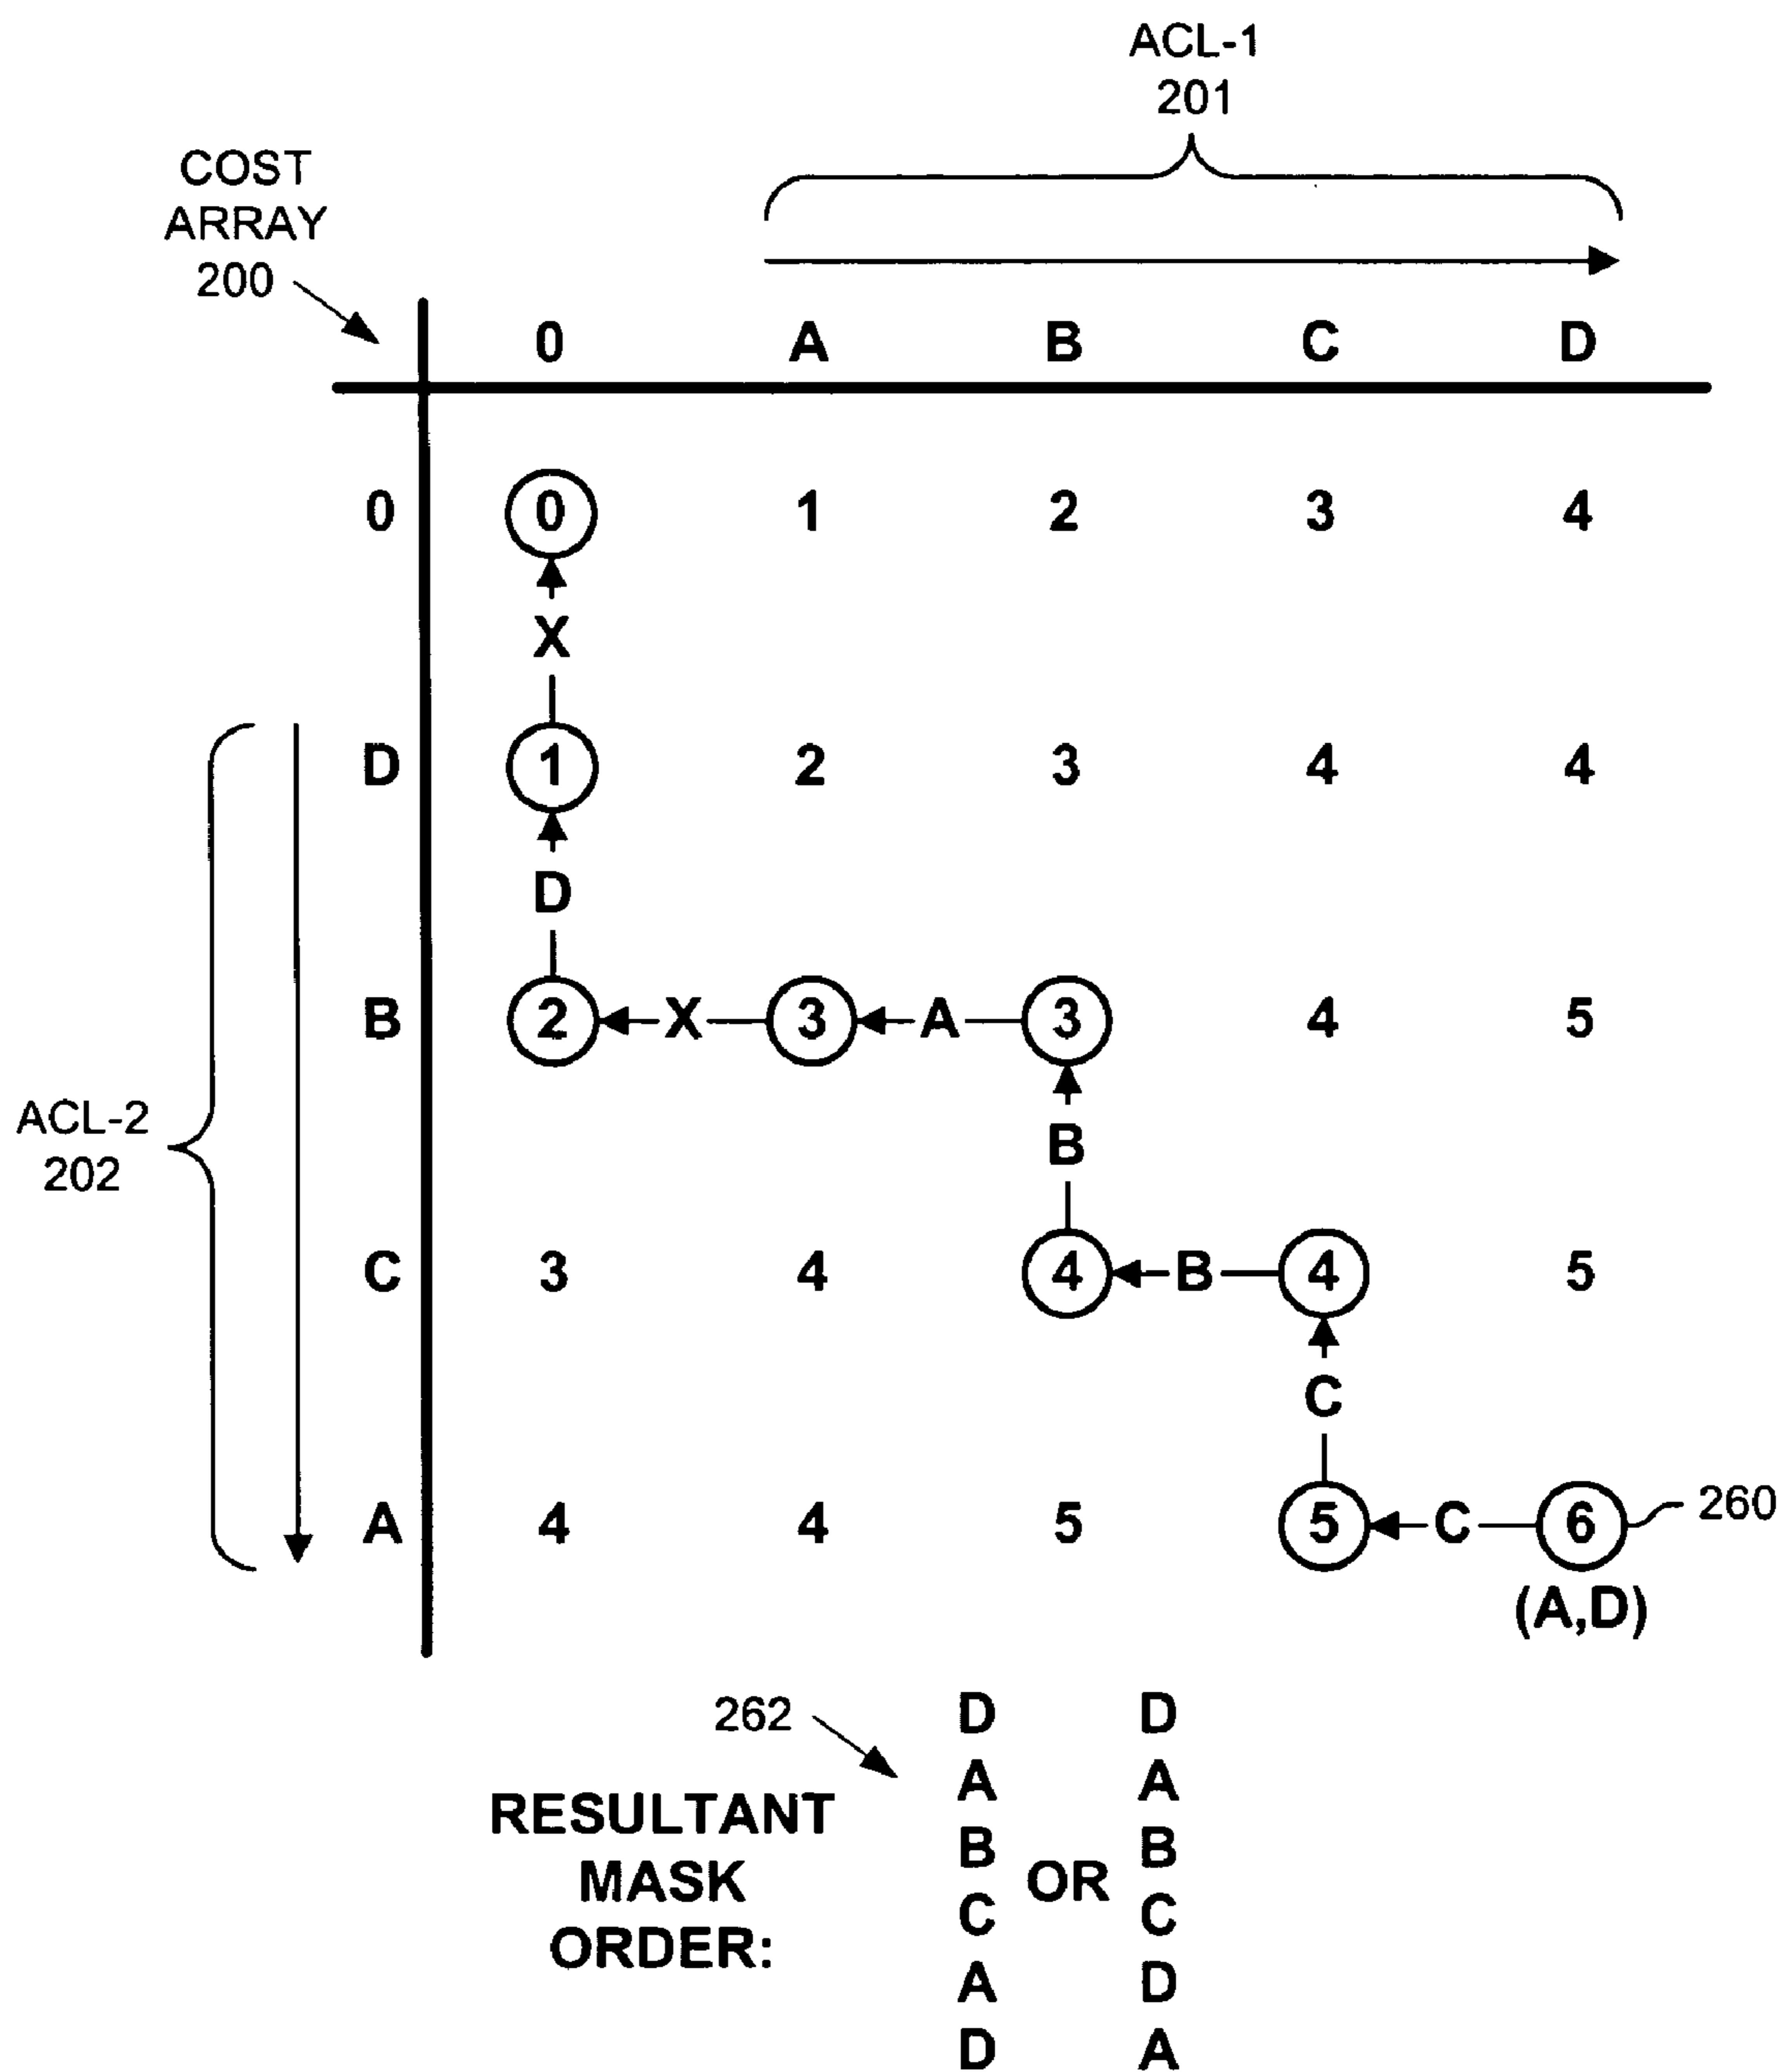 ACL-1
201
COST
ARRAY
200
0 A B C D
0 0 1 2 3 4
X
D 1 2 3 4 4
D
B 2 X 3 A 3 4 5
B
ACL-2
202
C 3 4 4 B 4 5
C
A 4 4 5 5 C 6 260
(A,D)
262
RESULTANT
MASK
ORDER:
D
A
B
C
A
D
OR
D
A
B
C
D
A